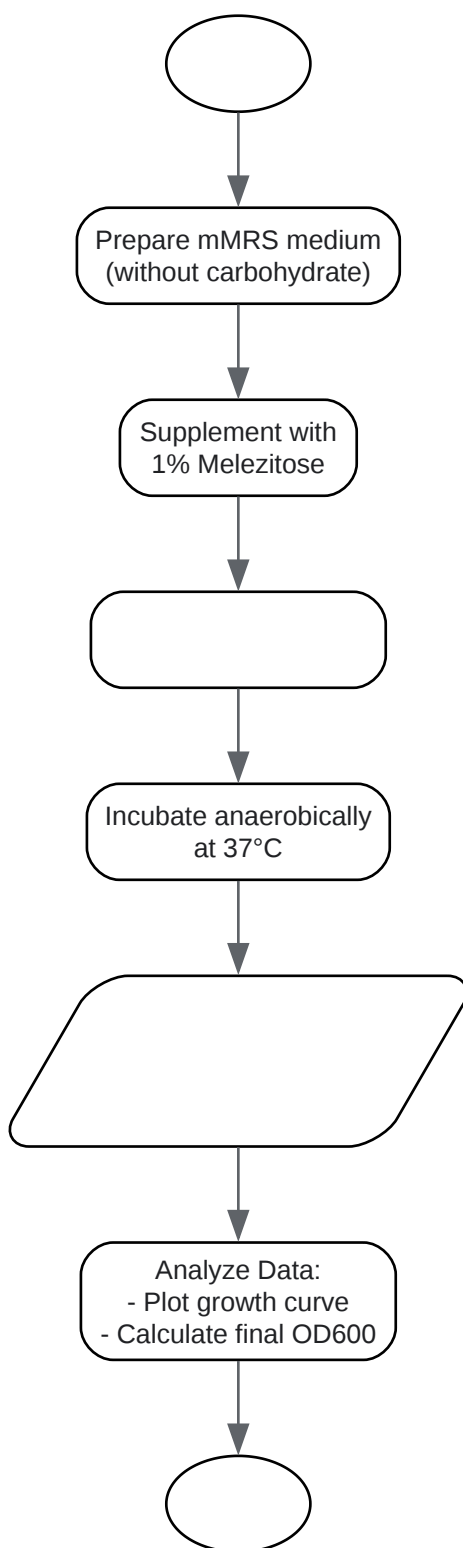 Prepare mMRS medium
(without carbohydrate)
Supplement with
1% Melezitose
Incubate anaerobically
at 37°C
Analyze Data:
- Plot growth curve
- Calculate final OD600